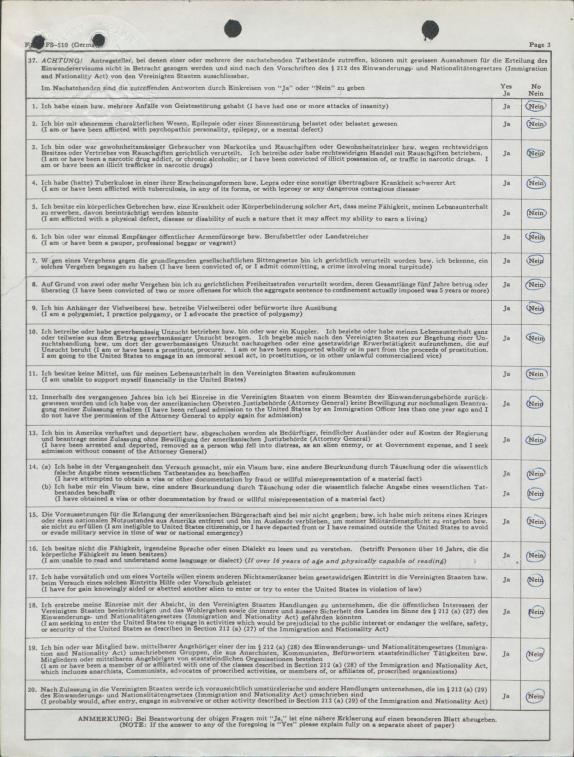 FS-510 (German) Page 3
37. ACHTUNG! Antragsteller, bei denen einer oder mehrere der nachstehenden Tatbestände zutreffen, können mit gewissen Ausnahmen für die Erteilung des
Einwanderervisums nicht in Betracht gezogen werden und sind nach den Vorschriften des § 212 des Einwanderungs- und Nationalitätengesetzes (Immigration
and Nationality Act) von den Vereinigten Staaten ausschliessbar.
Im Nachstehenden sind die zutreffenden Antworten durch Einkreisen von "Ja" oder "Nein" zu geben
Yes No
Ja Nein
1. Ich habe einen bzw. mehrere Anfälle von Geistesstörung gehabt (I have had one or more attacks of insanity) Ja Nein
2. Ich bin mit abnormem charakterlichen Wesen, Epilepsie oder einer Sinnesstörung belastet oder belastet gewesen
(I am or have been afflicted with psychopathic personality, epilepsy, or a mental defect) Ja Nein
3. Ich bin oder war gewohnheitsmässiger Gebraucher von Narkotika und Rauschgiften oder Gewohnheitstrinker bzw. wegen rechtswidrigen
Besitzes oder Vertriebes von Rauschgiften gerichtlich verurteilt. Ich betreibe oder habe rechtswidrigen Handel mit Rauschgiften betrieben.
(I am or have been a narcotic drug addict, or chronic alcoholic; or I have been convicted of illicit possession of, or traffic in narcotic drugs. I
am or have been an illicit trafficker in narcotic drugs) Ja Nein
4. Ich habe (hatte) Tuberkulose in einer ihrer Erscheinungsformen bzw. Lepra oder eine sonstige übertragbare Krankheit schwerer Art
(I am or have been afflicted with tuberculosis, in any of its forms, or with leprosy or any dangerous contagious disease Ja Nein
5. Ich besitze ein körperliches Gebrechen bzw. eine Krankheit oder Körperbehinderung solcher Art, dass meine Fähigkeit, meinen Lebensunterhalt
zu erwerben, davon beeinträchtigt werden könnte
(I am afflicted with a physical defect, disease or disability of such a nature that it may affect my ability to earn a living) Ja Nein
6. Ich bin oder war einmal Empfänger öffentlicher Armenfürsorge bzw. Berufsbettler oder Landstreicher
(I am or have been a pauper, professional beggar or vagrant) Ja Nein
7. Wegen eines Vergehens gegen die grundlegenden gesellschaftlichen Sittengesetze bin ich gerichtlich verurteilt worden bzw. ich bekenne, ein
solches Vergehen begangen zu haben (I have been convicted of, or I admit committing, a crime involving moral turpitude) Ja Nein
8. Auf Grund von zwei oder mehr Vergehen bin ich zu gerichtlichen Freiheitsstrafen verurteilt worden, deren Gesamtlänge fünf Jahre betrug oder
überstieg (I have been convicted of two or more offenses for which the aggregate sentence to confinement actually imposed was 5 years or more) Ja Nein
9. Ich bin Anhänger der Vielweiberei bzw. betreibe Vielweiberei oder befürworte ihre Ausübung
(I am a polygamist, I practice polygamy, or I advocate the practice of polygamy) Ja Nein
10. Ich betreibe oder habe gewerbsmässig Unzucht betrieben bzw. bin oder war ein Kuppler. Ich beziehe oder habe meinen Lebensunterhalt ganz
oder teilweise aus dem Ertrag gewerbsmässiger Unzucht bezogen. Ich begebe mich nach den Vereinigten Staaten zur Begehung einer Un-
zuchtshandlung bzw. um dort der gewerbsmässigen Unzucht nachzugehen oder eine gesetzwidrige Erwerbstätigkeit aufzunehmen, die auf
Unzucht beruht (I am or have been a prostitute, procurer. I am or have been supported wholly or in part from the proceeds of prostitution.
I am going to the United States to engage in an immoral sexual act, in prostitution, or in other unlawful commercialized vice) Ja Nein
11. Ich besitze keine Mittel, um für meinen Lebensunterhalt in den Vereinigten Staaten aufzukommen
(I am unable to support myself financially in the United States) Ja Nein
12. Innerhalb des vergangenen Jahres bin ich bei Einreise in die Vereinigten Staaten von einem Beamten der Einwanderungsbehörde zurück-
gewiesen worden und ich habe von der amerikanischen Obersten Justizbehörde (Attorney General) keine Bewilligung zur nochmaligen Beantra-
gung meiner Zulassung erhalten (I have been refused admission to the United States by an Immigration Officer less than one year ago and I
do not have the permission of the Attorney General to apply again for admission) Ja Nein
13. Ich bin in Amerika verhaftet und deportiert bzw. abgeschoben worden als Bedürftiger, feindlicher Ausländer oder auf Kosten der Regierung
und beantrage meine Zulassung ohne Bewilligung der amerikanischen Justizbehörde (Attorney General)
(I have been arrested and deported, removed as a person who fell into distress, as an alien enemy, or at Government expense, and I seek
admission without consent of the Attorney General) Ja Nein
14. (a) Ich habe in der Vergangenheit den Versuch gemacht, mir ein Visum bzw. eine andere Beurkundung durch Täuschung oder die wissentlich
falsche Angabe eines wesentlichen Tatbestandes zu beschaffen
(I have attempted to obtain a visa or other documentation by fraud or willful misrepresentation of a material fact) Ja Nein
(b) Ich habe mir ein Visum bzw. eine andere Beurkundung durch Täuschung oder die wissentlich falsche Angabe eines wesentlichen Tat-
bestandes beschafft
(I have obtained a visa or other documentation by fraud or willful misrepresentation of a material fact) Ja Nein
15. Die Voraussetzungen für die Erlangung der amerikanischen Bürgerschaft sind bei mir nicht gegeben; bzw. ich habe mich zeitens eines Krieges
oder eines nationalen Notzustandes aus Amerika entfernt und bin im Auslande verblieben, um meiner Militärdienstpflicht zu entgehen bzw.
sie nicht zu erfüllen (I am ineligible to United States citizenship, or I have departed from or I have remained outside the United States to avoid
or evade military service in time of war or national emergency) Ja Nein
16. Ich besitze nicht die Fähigkeit, irgendeine Sprache oder einen Dialekt zu lesen und zu verstehen. (betrifft Personen über 16 Jahre, die die
körperliche Fähigkeit zu lesen besitzen)
(I am unable to read and understand some language or dialect) (If over 16 years of age and physically capable of reading) Ja Nein
17. Ich habe vorsätzlich und um eines Vorteils willen einem anderen Nichtamerikaner beim gesetzwidrigen Eintritt in die Vereinigten Staaten bzw.
beim Versuch eines solchen Eintritts Hilfe oder Vorschub geleistet
(I have for gain knowingly aided or abetted another alien to enter or try to enter the United States in violation of law) Ja Nein
18. Ich erstrebe meine Einreise mit der Absicht, in den Vereinigten Staaten Handlungen zu unternehmen, die die öffentlichen Interessen der
Vereinigten Staaten beeinträchtigen und das Wohlergehen sowie die innere und äussere Sicherheit des Landes im Sinne des § 212 (a) (27) des
Einwanderungs- und Nationalitätengesetzes (Immigration and Nationality Act) gefährden könnten
(I am seeking to enter the United States to engage in activities which would be prejudicial to the public interest or endanger the welfare, safety,
or security of the United States as described in Section 212 (a) (27) of the Immigration and Nationality Act) Ja Nein
19. Ich bin oder war Mitglied bzw. mittelbarer Angehöriger einer der im § 212 (a) (28) des Einwanderungs- und Nationalitätengesetzes (Immigra-
tion and Nationality Act) umschriebenen Gruppen, die aus Anarchisten, Kommunisten, Befürwortern staatsfeindlicher Tätigkeiten bzw.
Mitgliedern oder mittelbaren Angehörigen von staatsfeindlichen Organisationen bestehen
(I am or have been a member of or affiliated with one of the classes described in Section 212 (a) (28) of the Immigration and Nationality Act,
which includes anarchists, Communists, advocates of proscribed activities, or members of, or affiliates of, proscribed organizations) Ja Nein
20. Nach Zulassung in die Vereinigten Staaten werde ich voraussichtlich umstürzlerische und andere Handlungen unternehmen, die im § 212 (a) (29)
des Einwanderungs- und Nationalitätengesetzes (Immigration and Nationality Act) umschrieben sind
(I probably would, after entry, engage in subversive or other activity described in Section 212 (a) (29) of the Immigration and Nationality Act) Ja Nein
ANMERKUNG: Bei Beantwortung der obigen Fragen mit "Ja," ist eine nähere Erklaerung auf einen besonderen Blatt abzugeben.
(NOTE: If the answer to any of the foregoing is "Yes" please explain fully on a separate sheet of paper)